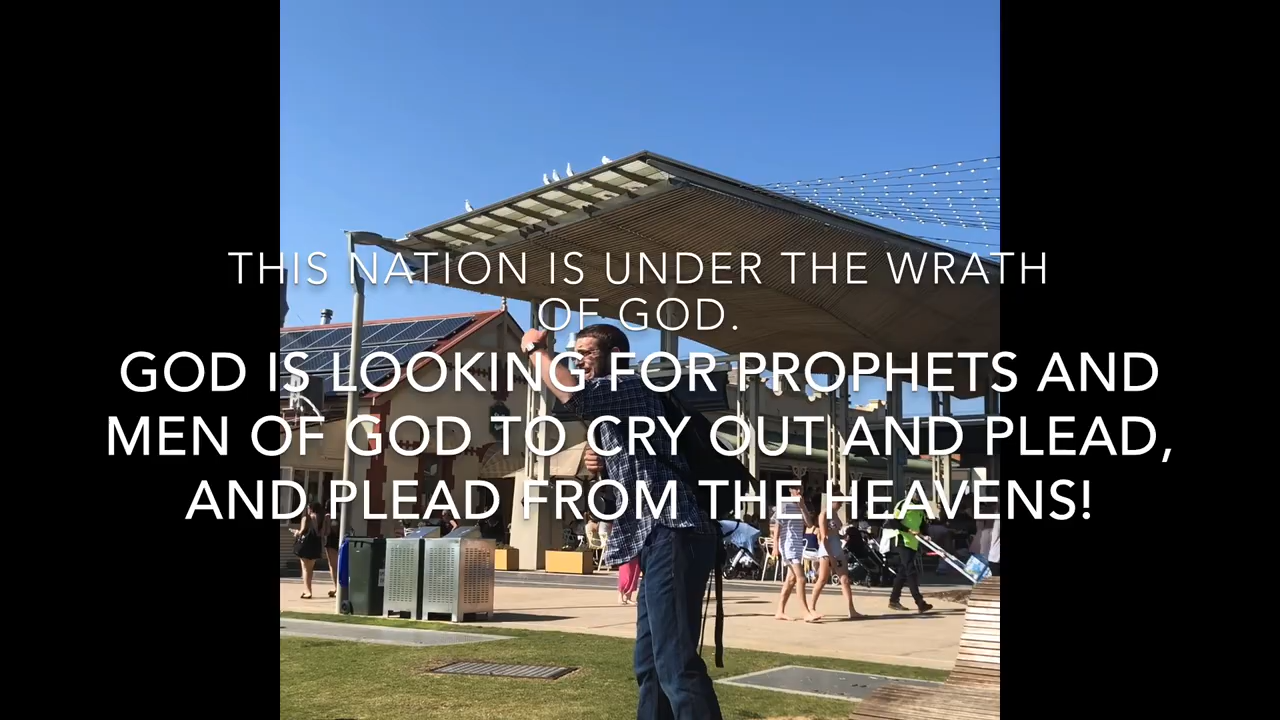 THIS NATION IS UNDER THE WRATH
OF GOD.
GOD IS LOOKING FOR PROPHETS AND
MEN OF GOD TO CRY OUT AND PLEAD,
AND PLEAD FROM THE HEAVENS!